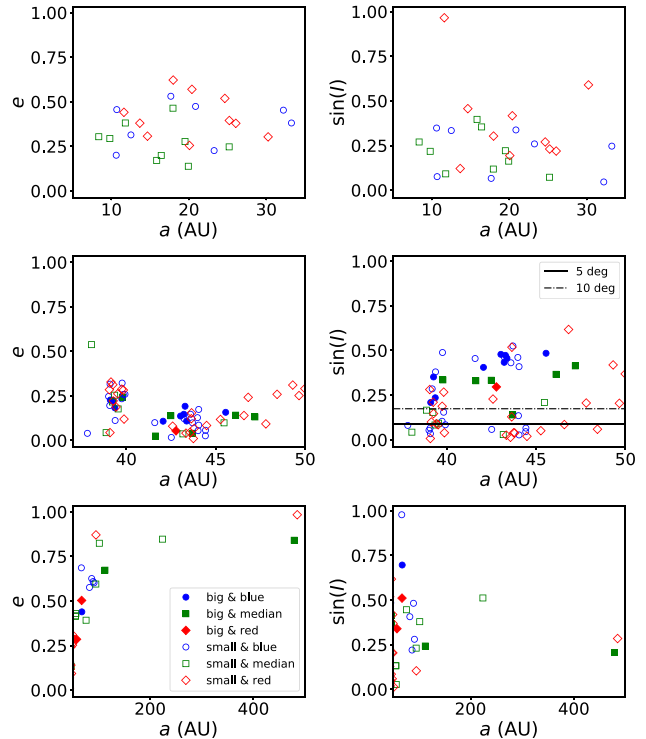 1.00
0.75
0.50
0.25
0.00
e
10 20 30
a (AU)
1.00
0.75
0.50
0.25
0.00
sin(I)
10 20 30
a (AU)
1.00
0.75
0.50
0.25
0.00
e
40 45 50
a (AU)
1.00
0.75
0.50
0.25
0.00
sin(I)
5 deg
10 deg
40 45 50
a (AU)
1.00
0.75
0.50
0.25
0.00
e
big & blue
big & median
big & red
small & blue
small & median
small & red
200 400
a (AU)
1.00
0.75
0.50
0.25
0.00
sin(I)
200 400
a (AU)